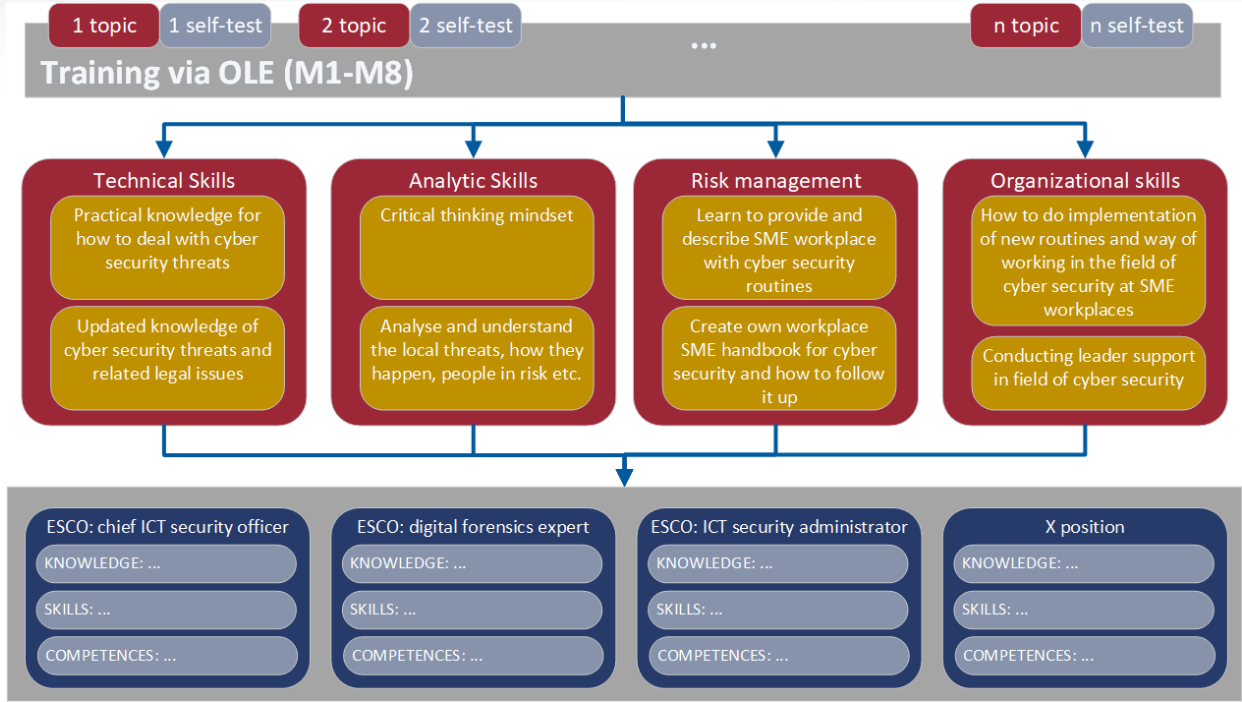 1 topic
1 self-test
2 topic
2 self-test
...
n topic
n self-test
Training via OLE (M1-M8)
Technical Skills
Practical knowledge for
how to deal with cyber
security threats
Updated knowledge of
cyber security threats and
related legal issues
Analytic Skills
Critical thinking mindset
Analyse and understand
the local threats, how they
happen, people in risk etc.
Risk management
Learn to provide and
describe SME workplace
with cyber security
routines
Create own workplace
SME handbook for cyber
security and how to follow
it up
Organizational skills
How to do implementation
of new routines and way of
working in the field of
cyber security at SME
workplaces
Conducting leader support
in field of cyber security
ESCO: chief ICT security officer
KNOWLEDGE: ...
SKILLS: ...
COMPETENCES: ...
ESCO: digital forensics expert
KNOWLEDGE: ...
SKILLS: ...
COMPETENCES: ...
ESCO: ICT security administrator
KNOWLEDGE: ...
SKILLS: ...
COMPETENCES: ...
X position
KNOWLEDGE: ...
SKILLS: ...
COMPETENCES: ...